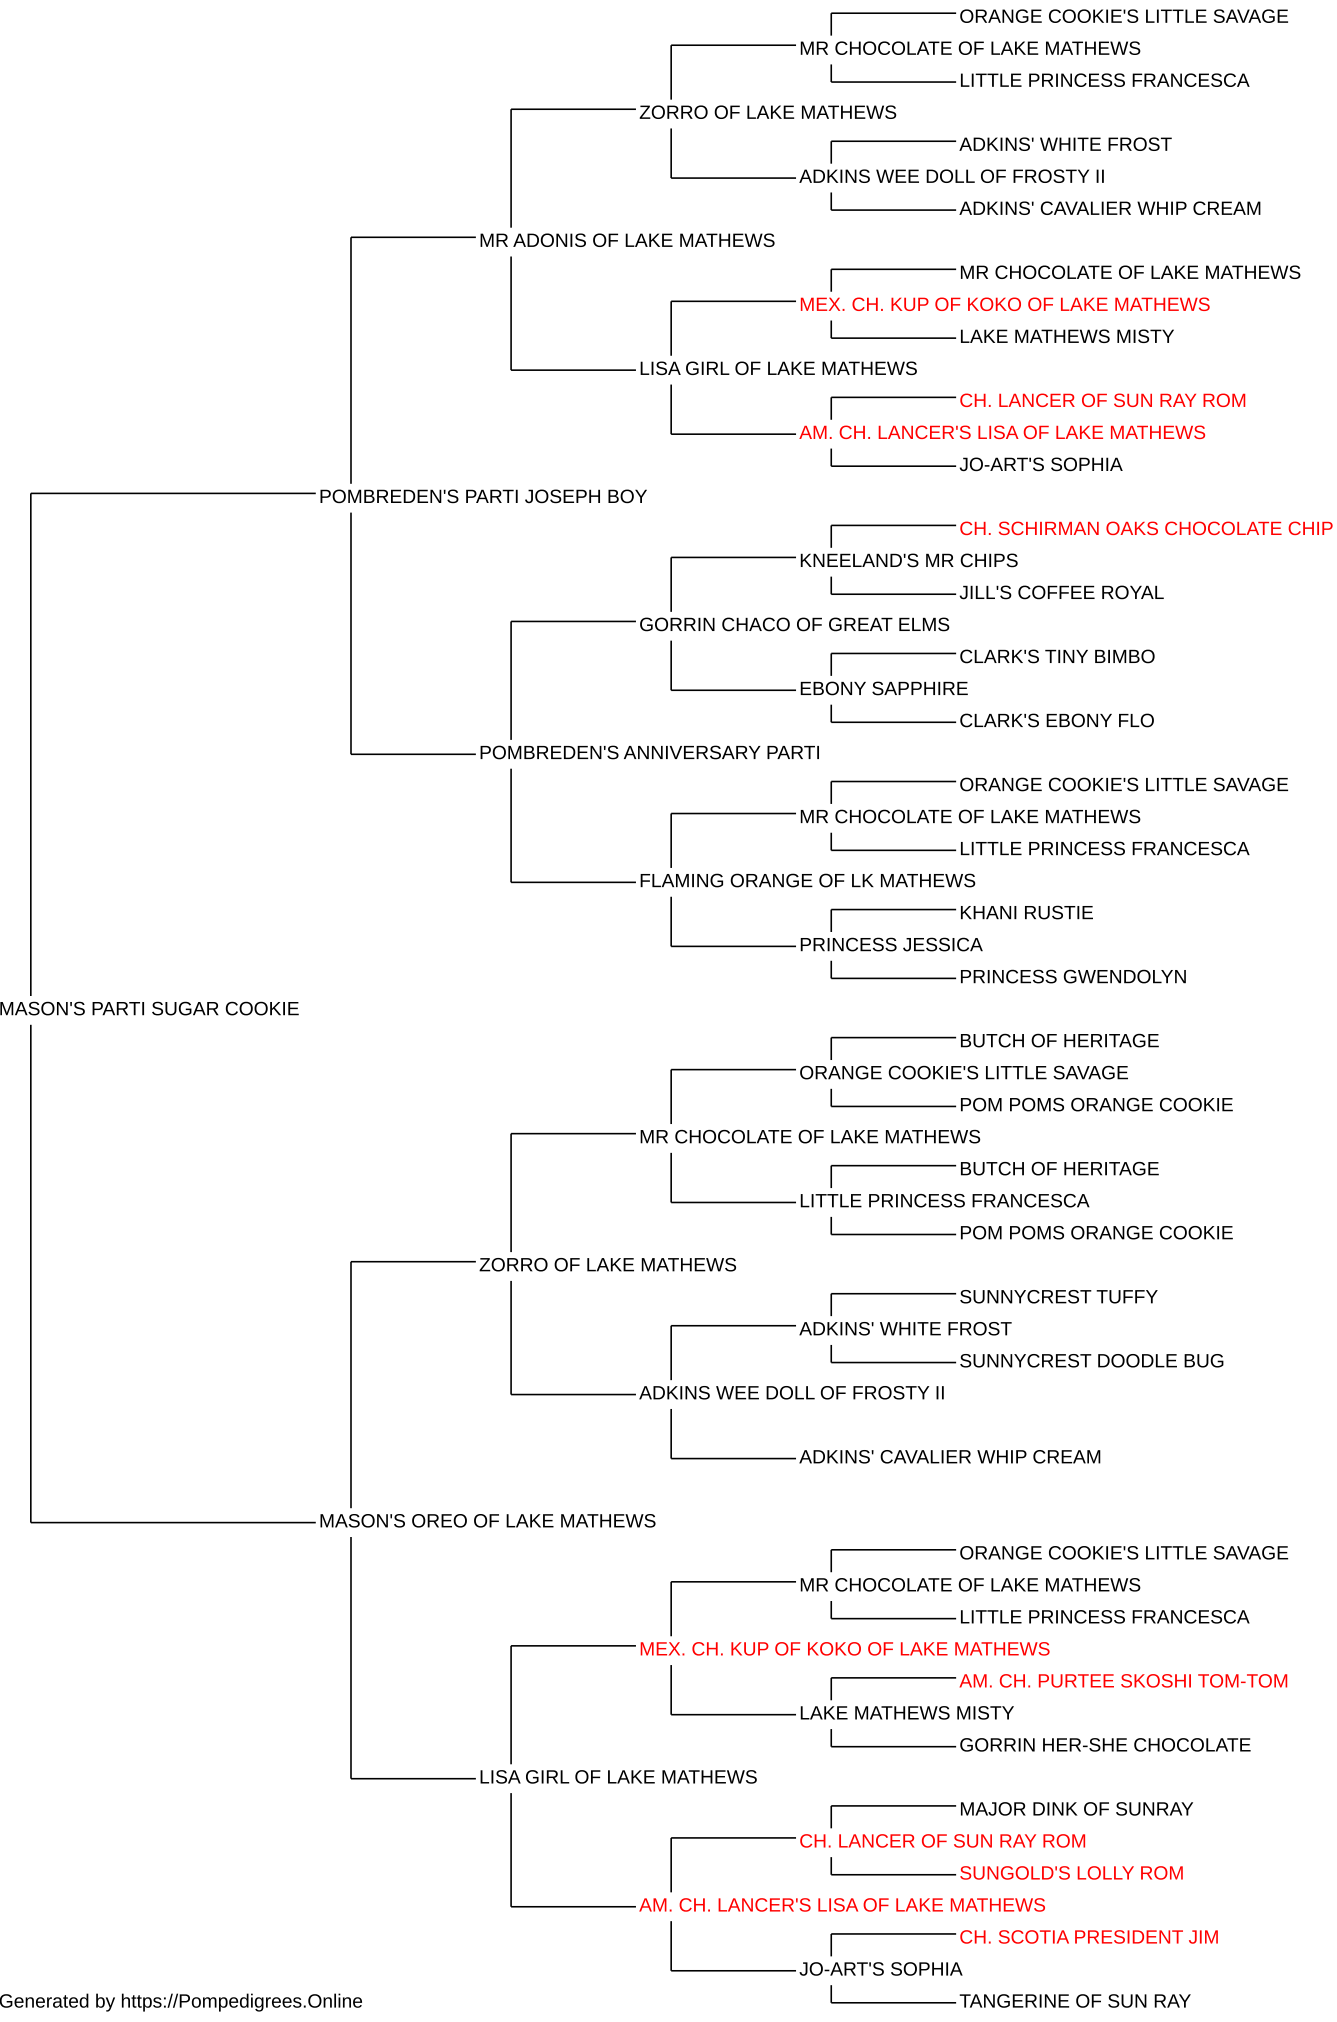 ORANGE COOKIE'S LITTLE SAVAGE
MR CHOCOLATE OF LAKE MATHEWS
LITTLE PRINCESS FRANCESCA
ZORRO OF LAKE MATHEWS
ADKINS' WHITE FROST
ADKINS WEE DOLL OF FROSTY II
ADKINS' CAVALIER WHIP CREAM
MR ADONIS OF LAKE MATHEWS
MR CHOCOLATE OF LAKE MATHEWS
MEX. CH. KUP OF KOKO OF LAKE MATHEWS
LAKE MATHEWS MISTY
LISA GIRL OF LAKE MATHEWS
CH. LANCER OF SUN RAY ROM
AM. CH. LANCER'S LISA OF LAKE MATHEWS
JO-ART'S SOPHIA
POMBREDEN'S PARTI JOSEPH BOY
CH. SCHIRMAN OAKS CHOCOLATE CHIP
KNEELAND'S MR CHIPS
JILL'S COFFEE ROYAL
GORRIN CHACO OF GREAT ELMS
CLARK'S TINY BIMBO
EBONY SAPPHIRE
CLARK'S EBONY FLO
POMBREDEN'S ANNIVERSARY PARTI
ORANGE COOKIE'S LITTLE SAVAGE
MR CHOCOLATE OF LAKE MATHEWS
LITTLE PRINCESS FRANCESCA
FLAMING ORANGE OF LK MATHEWS
KHANI RUSTIE
PRINCESS JESSICA
PRINCESS GWENDOLYN
MASON'S PARTI SUGAR COOKIE
BUTCH OF HERITAGE
ORANGE COOKIE'S LITTLE SAVAGE
POM POMS ORANGE COOKIE
MR CHOCOLATE OF LAKE MATHEWS
BUTCH OF HERITAGE
LITTLE PRINCESS FRANCESCA
POM POMS ORANGE COOKIE
ZORRO OF LAKE MATHEWS
SUNNYCREST TUFFY
ADKINS' WHITE FROST
SUNNYCREST DOODLE BUG
ADKINS WEE DOLL OF FROSTY II
ADKINS' CAVALIER WHIP CREAM
MASON'S OREO OF LAKE MATHEWS
ORANGE COOKIE'S LITTLE SAVAGE
MR CHOCOLATE OF LAKE MATHEWS
LITTLE PRINCESS FRANCESCA
MEX. CH. KUP OF KOKO OF LAKE MATHEWS
AM. CH. PURTEE SKOSHI TOM-TOM
LAKE MATHEWS MISTY
GORRIN HER-SHE CHOCOLATE
LISA GIRL OF LAKE MATHEWS
MAJOR DINK OF SUNRAY
CH. LANCER OF SUN RAY ROM
SUNGOLD'S LOLLY ROM
AM. CH. LANCER'S LISA OF LAKE MATHEWS
CH. SCOTIA PRESIDENT JIM
JO-ART'S SOPHIA
TANGERINE OF SUN RAY
Generated by https://Pompedigrees.Online